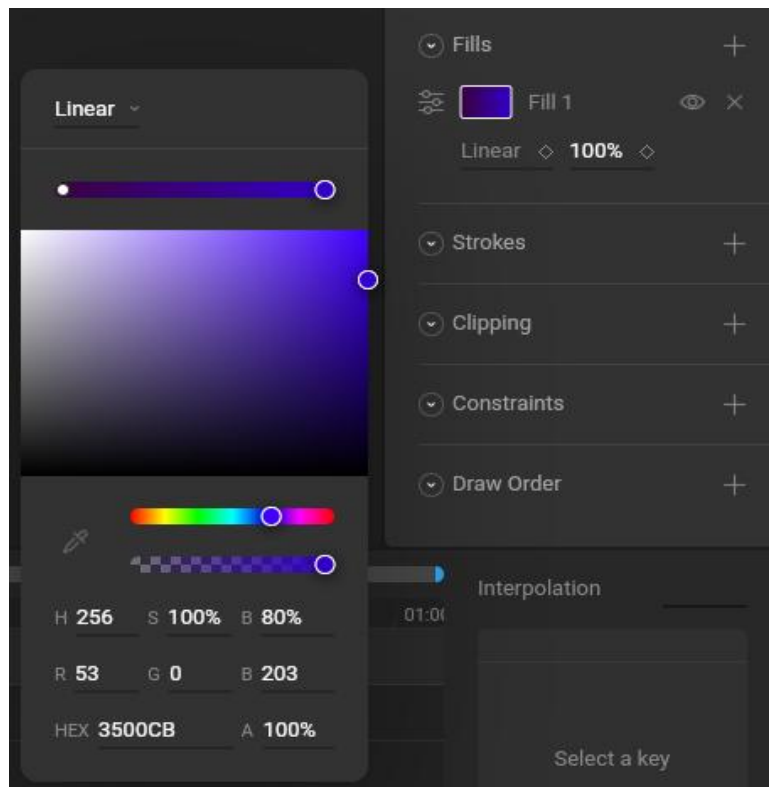 Linear
H 256 S 100% B 80%
R 53 G 0 B 203
HEX 3500CB A 100%
Fills
Fill 1
Linear 100%
Strokes
Clipping
Constraints
Draw Order
Interpolation
Select a key